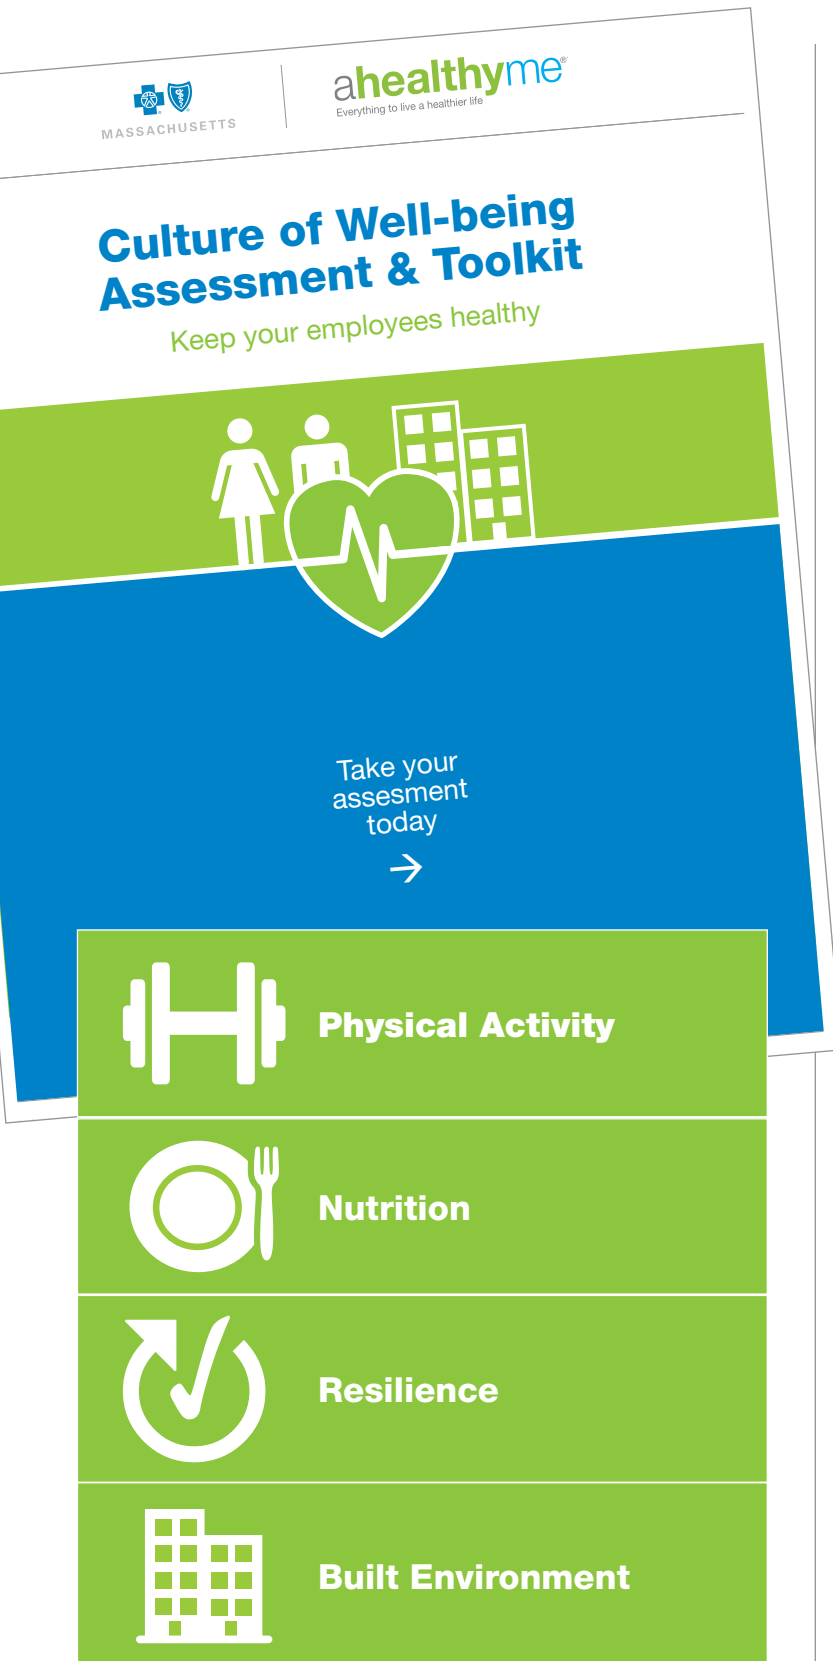 MASSACHUSETTS
ahealthyme®
Everything to live a healthier life
Culture of Well-being
Assessment & Toolkit
Keep your employees healthy
Take your
assesment
today
Physical Activity
Nutrition
Resilience
Built Environment